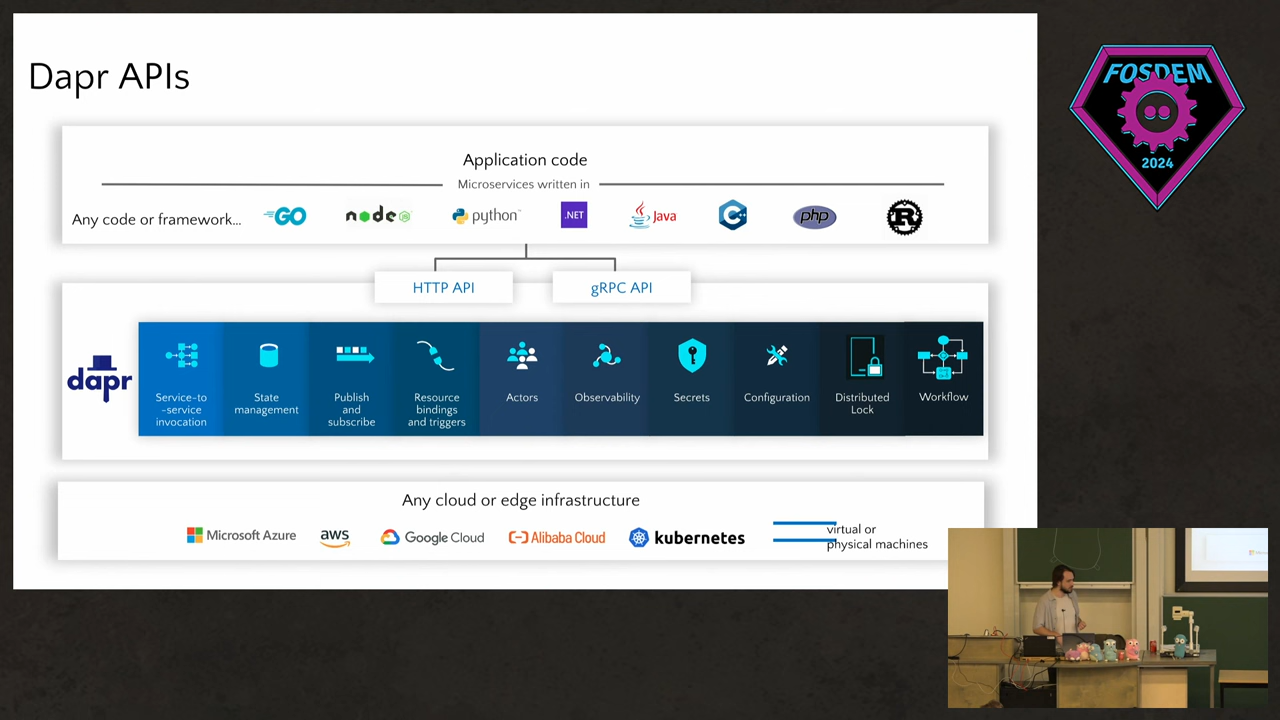 Dapr APIs
FOSDEM
2024
Application code
Microservices written in
Any code or framework...
GO
node
JS
python™
.NET
Java
C++
php
R
HTTP API
gRPC API
dapr
Service-to
-service
invocation
State
management
Publish
and
subscribe
Resource
bindings
and triggers
Actors
Observability
Secrets
Configuration
Distributed
Lock
Workflow
Any cloud or edge infrastructure
Microsoft Azure
aws
Google Cloud
Alibaba Cloud
kubernetes
virtual or
physical machines